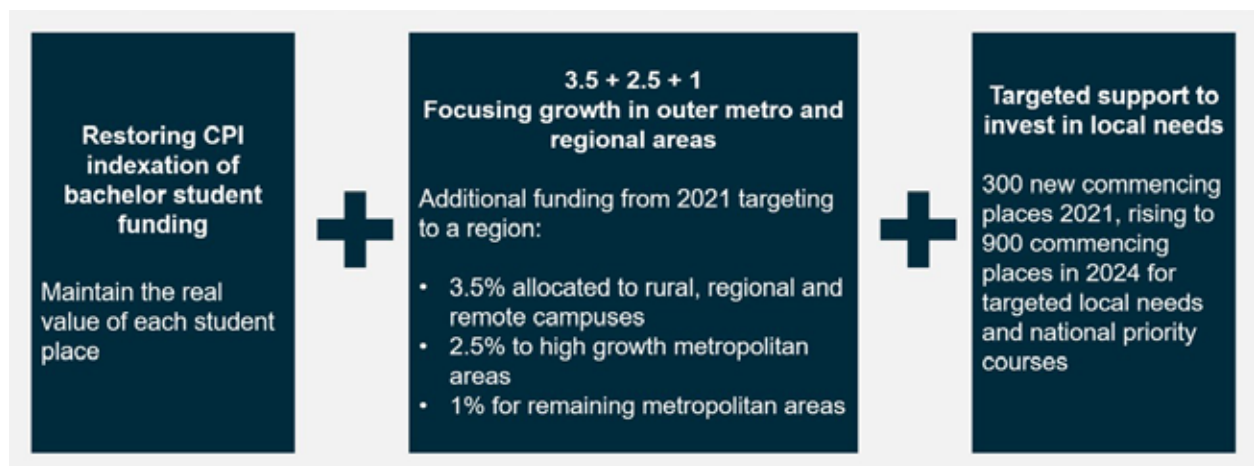 Restoring CPI
indexation of
bachelor student
funding
Maintain the real
value of each student
place
3.5 + 2.5 + 1
Focusing growth in outer metro and
regional areas
Additional funding from 2021 targeting
to a region:
• 3.5% allocated to rural, regional and
remote campuses
• 2.5% to high growth metropolitan
areas
• 1% for remaining metropolitan areas
Targeted support to
invest in local needs
300 new commencing
places 2021, rising to
900 commencing
places in 2024 for
targeted local needs
and national priority
courses